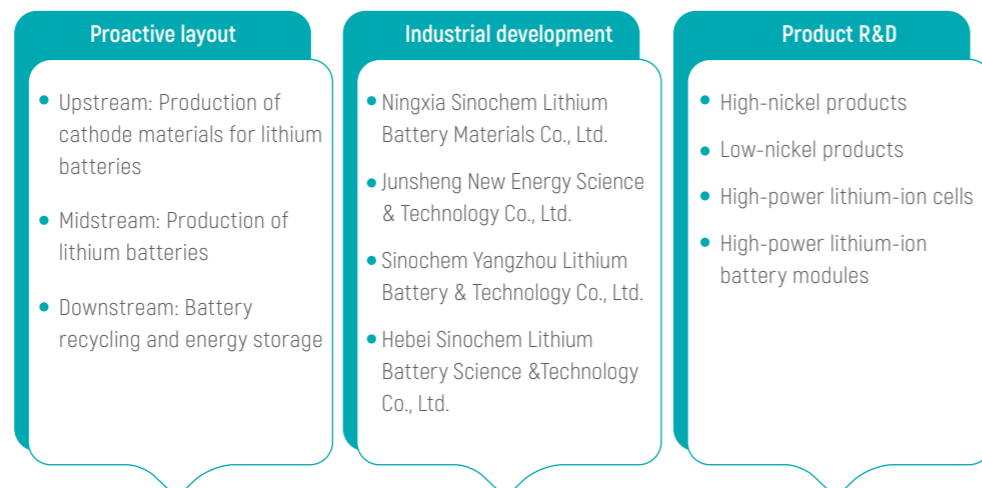 Proactive layout
Upstream: Production of
cathode materials for lithium
batteries
Midstream: Production of
lithium batteries
Downstream: Battery
recycling and energy storage
Industrial development
Ningxia Sinochem Lithium
Battery Materials Co., Ltd.
Junsheng New Energy Science
& Technology Co., Ltd.
Sinochem Yangzhou Lithium
Battery & Technology Co., Ltd.
Hebei Sinochem Lithium
Battery Science &Technology
Co., Ltd.
Product R&D
High-nickel products
Low-nickel products
High-power lithium-ion cells
High-power lithium-ion
battery modules